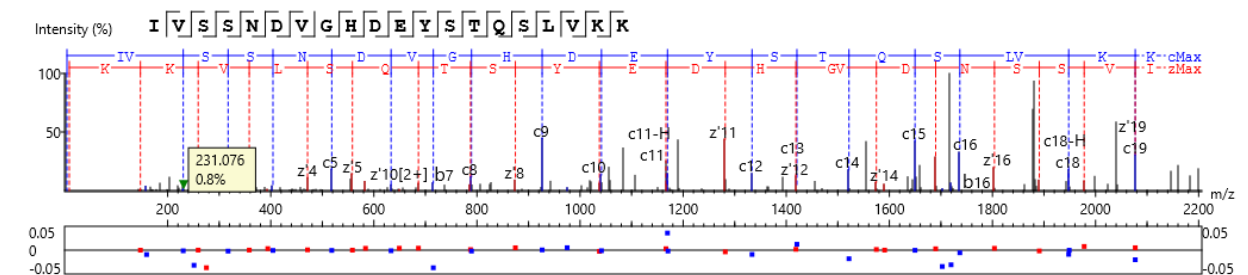 Intensity (%) I V S S N D V G H D E Y S T Q S L V K K
IV S S N D V G H D E Y S T Q S LV K K cMax
K K V L S Q T S Y E D H GV D N S S V I zMax
100
50
231.076
0.8%
z'4 c5 z'5 z'10[2+] b7 c8 z'8 c9 c10 c11-H c11 z'11 c12 c13 z'12 c14 z'14 c15 c16 b16 z'16 c18-H c18 z'19 c19
200 400 600 800 1000 1200 1400 1600 1800 2000 2200 m/z
0.05 0.05
0
-0.05 -0.05